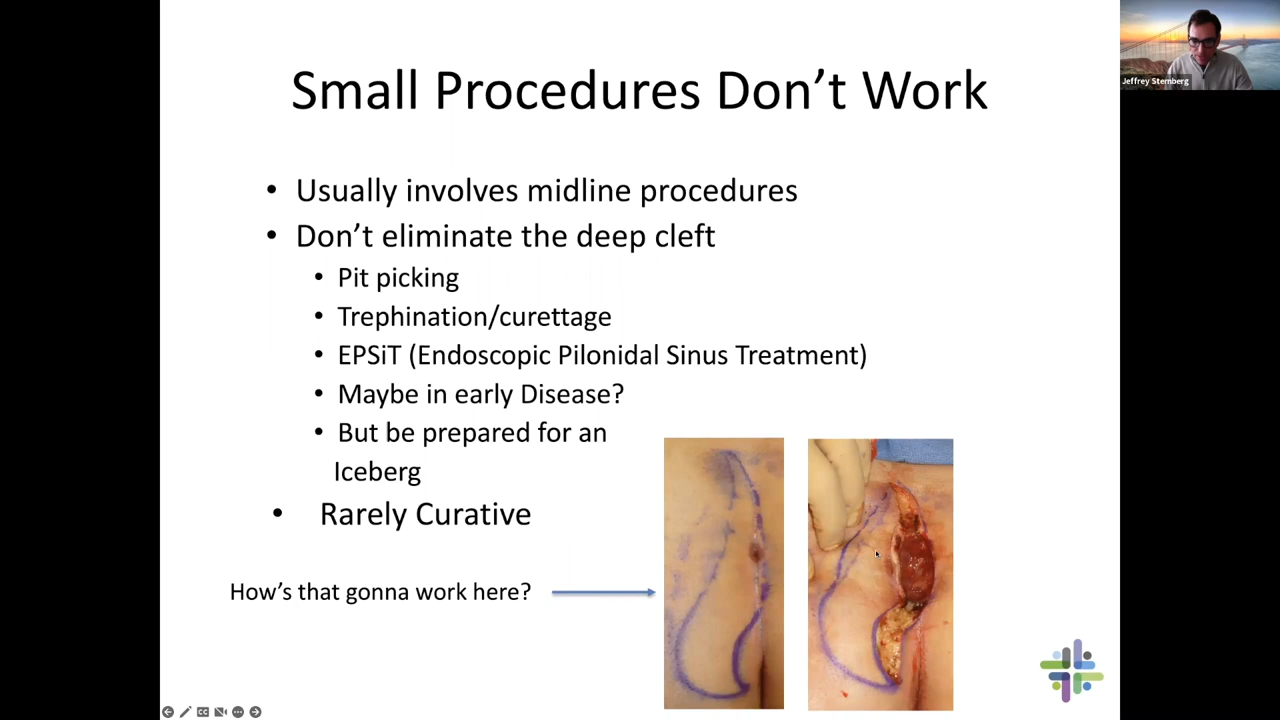 Small Procedures Don’t Work
Jeffrey Sternberg
• Usually involves midline procedures
• Don’t eliminate the deep cleft
• Pit picking
• Trephination/curettage
• EPSiT (Endoscopic Pilonidal Sinus Treatment)
• Maybe in early Disease?
• But be prepared for an
Iceberg
• Rarely Curative
How’s that gonna work here?